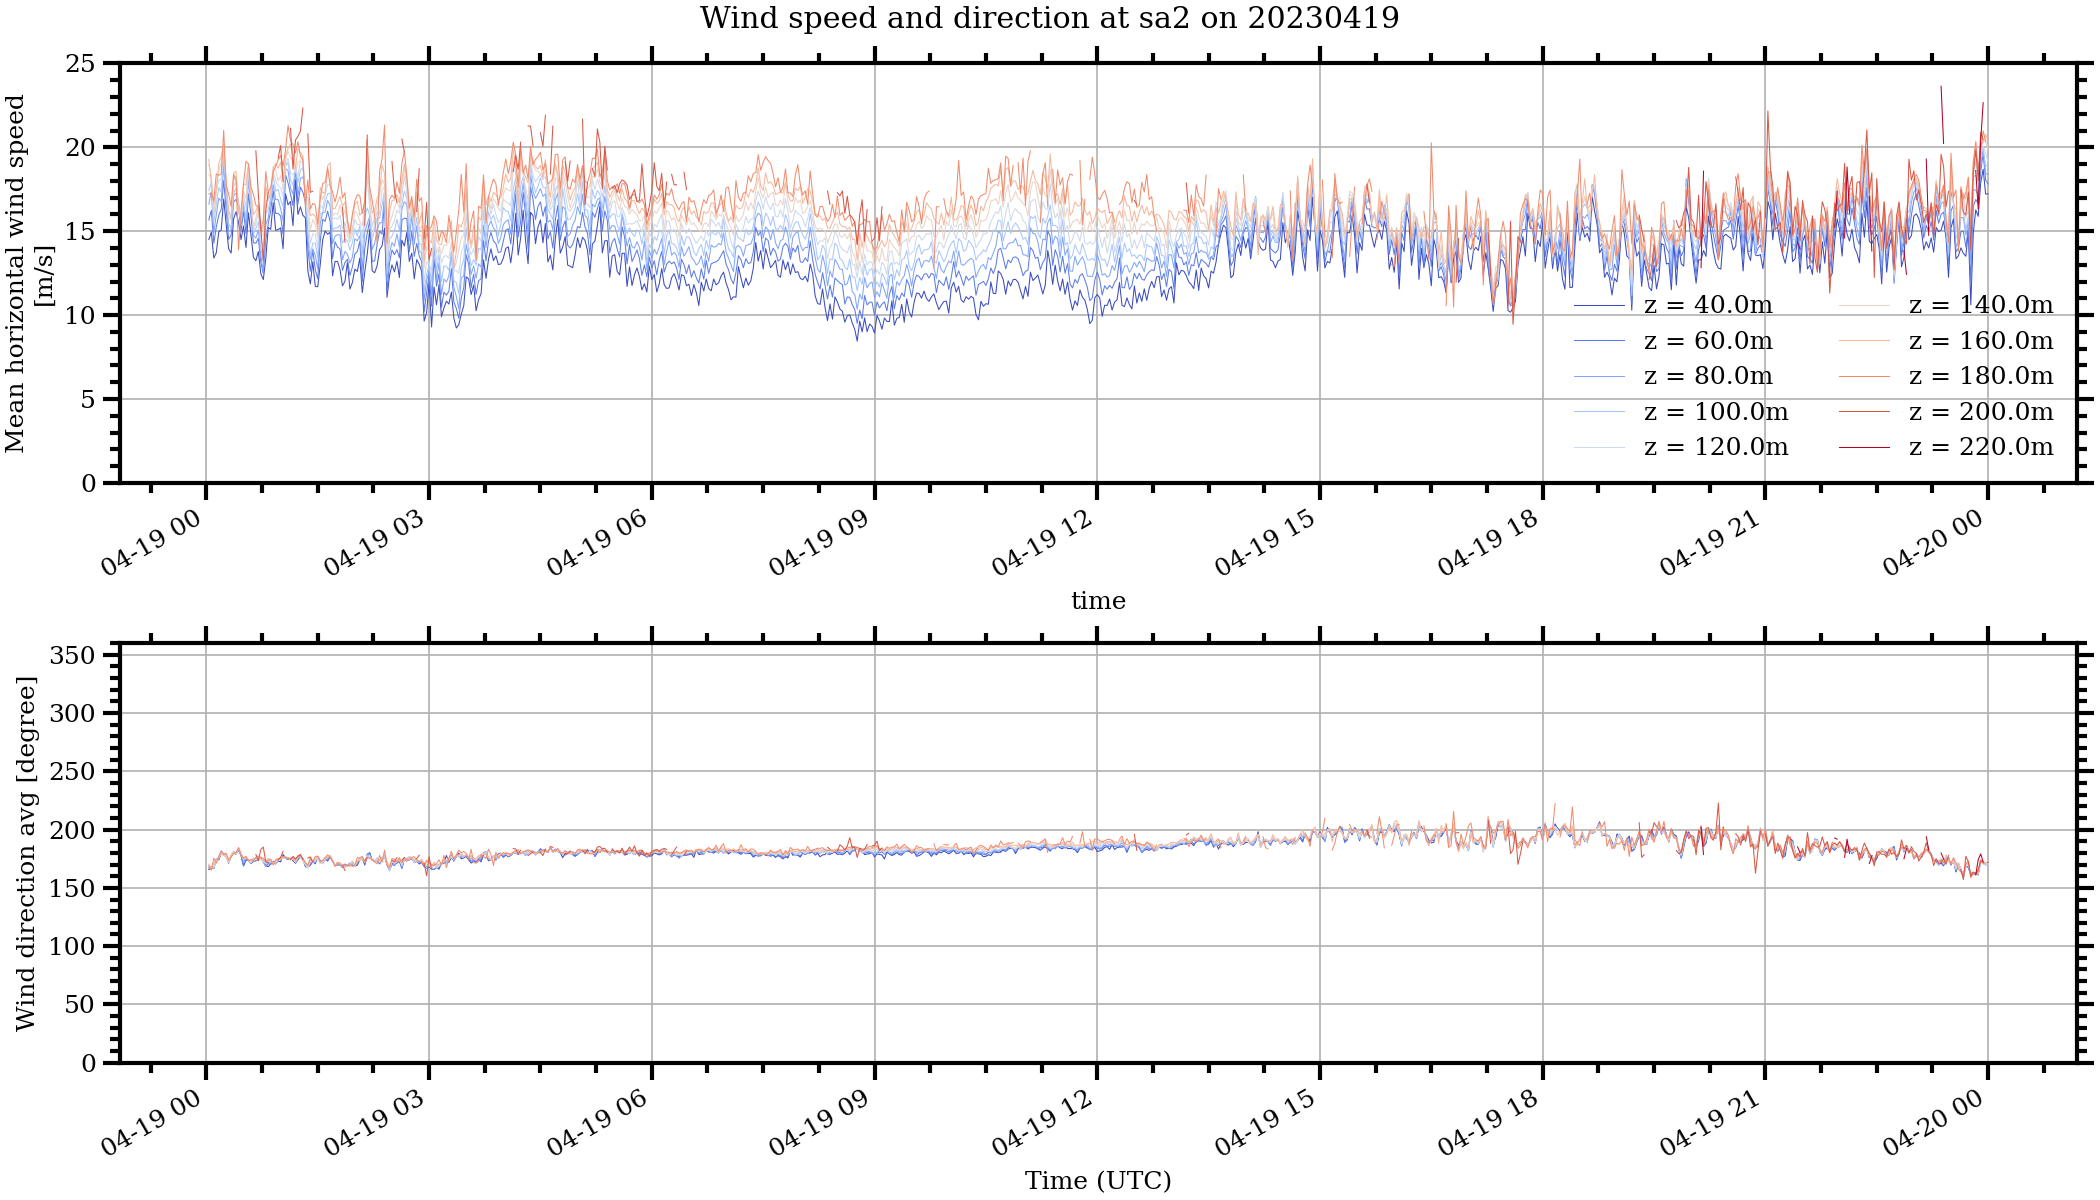 Wind speed and direction at sa2 on 20230419
Mean horizontal wind speed
[m/s]
25
20
15
10
5
0
z = 40.0m
z = 60.0m
z = 80.0m
z = 100.0m
z = 120.0m
z = 140.0m
z = 160.0m
z = 180.0m
z = 200.0m
z = 220.0m
04-19 00
04-19 03
04-19 06
04-19 09
04-19 12
04-19 15
04-19 18
04-19 21
04-20 00
time
Wind direction avg [degree]
350
300
250
200
150
100
50
0
04-19 00
04-19 03
04-19 06
04-19 09
04-19 12
04-19 15
04-19 18
04-19 21
04-20 00
Time (UTC)